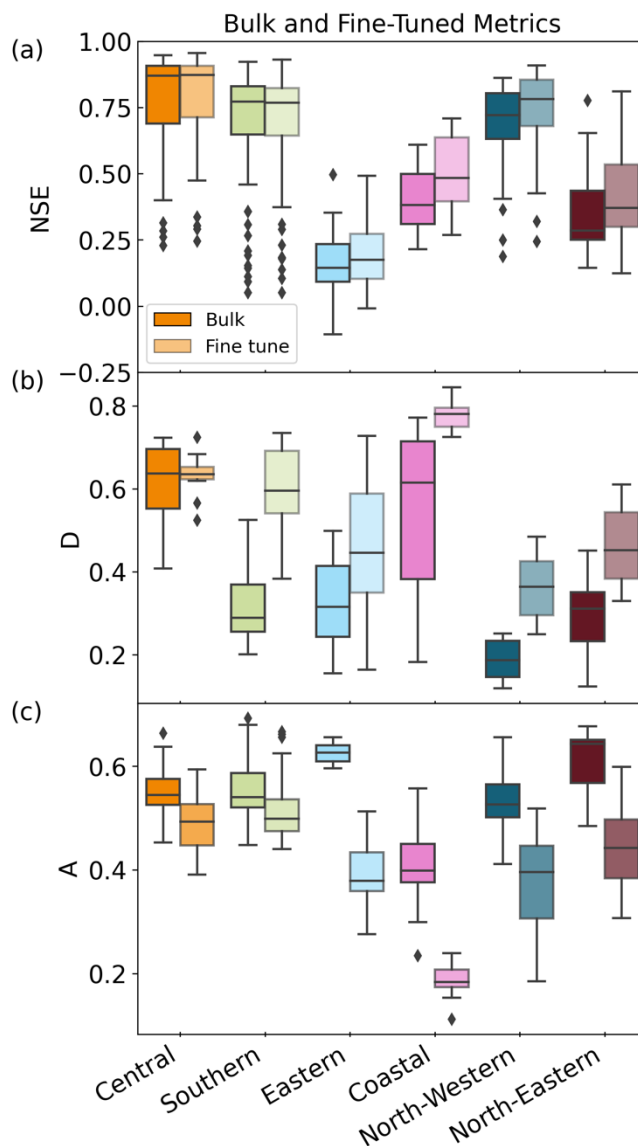 Bulk and Fine-Tuned Metrics
(a)
1.00
0.75
0.50
0.25
0.00
−0.25
NSE
Bulk
Fine tune
(b)
0.8
0.6
0.4
0.2
D
(c)
0.6
0.4
0.2
A
Central
Southern
Eastern
Coastal
North-Western
North-Eastern